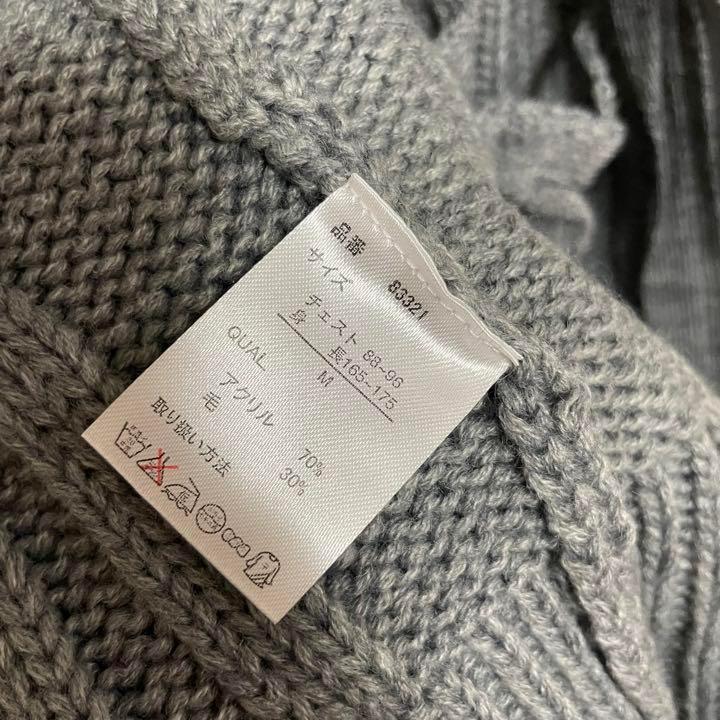 品番 83321
サイズ
チェスト 88~96
身 長165~175
M
QUAL
アクリル 70%
毛 30%
取り扱い方法